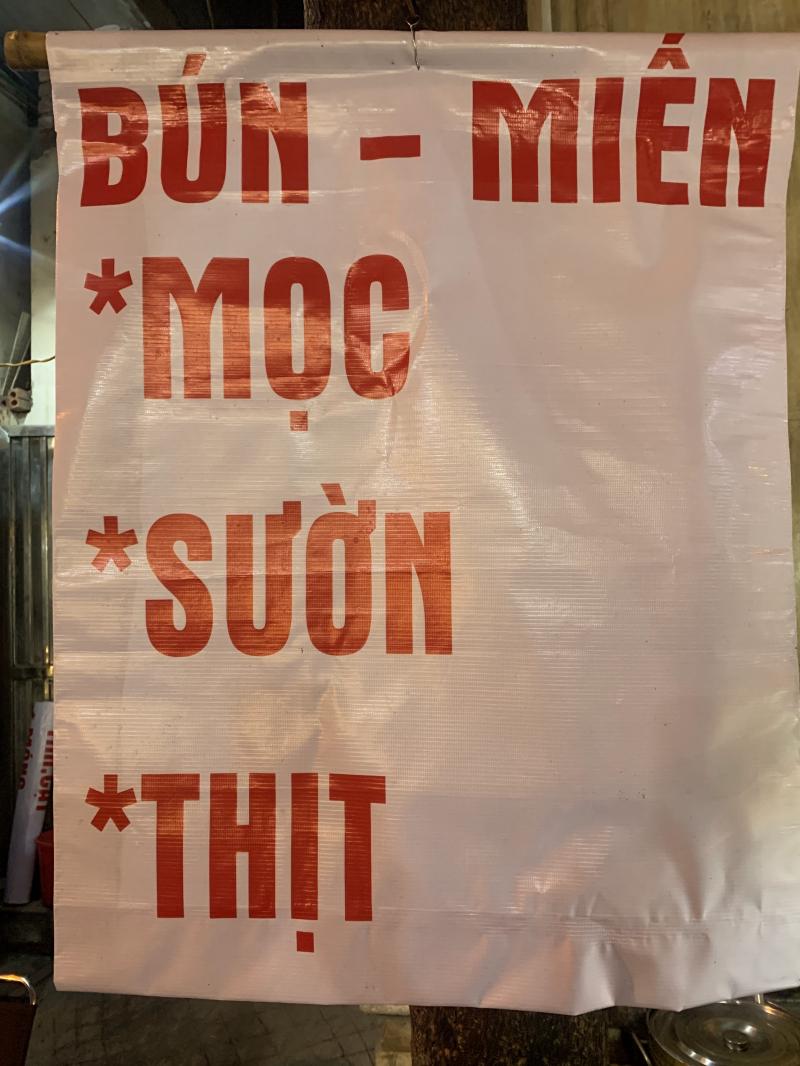 BÚN - MIẾN
*MỌC
*SƯỜN
*THỊT